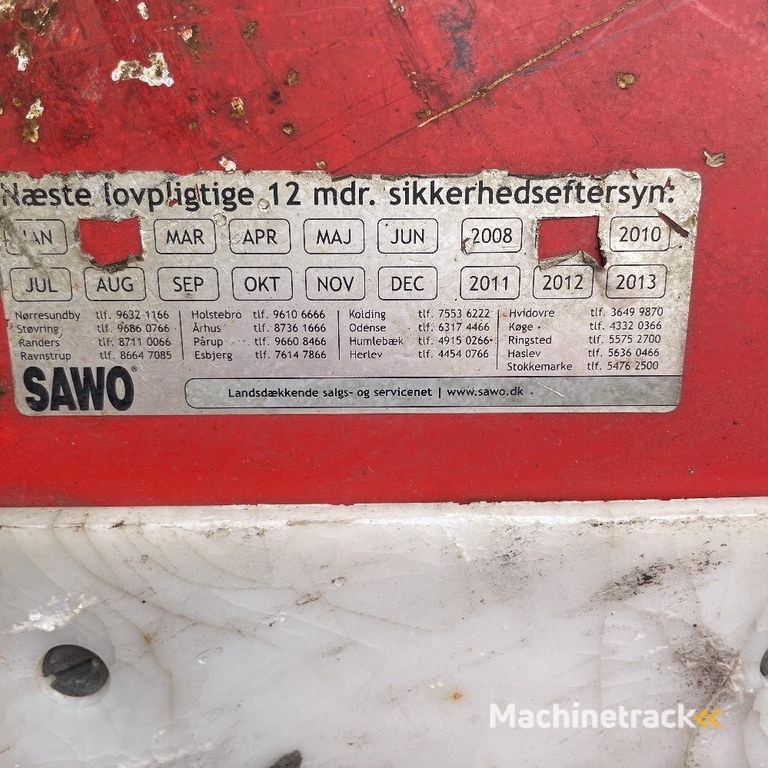 Næste lovpligtige 12 mdr. sikkerhedseftersyn:
JAN MAR APR MAJ JUN 2008 2010
JUL AUG SEP OKT NOV DEC 2011 2012 2013
Nørresundby tlf. 9632 1166
Støvring tlf. 9686 0766
Randers tlf. 8711 0066
Ravnstrup tlf. 8664 7085
Holstebro tlf. 9610 6666
Århus tlf. 8736 1666
Pårup tlf. 9660 8466
Esbjerg tlf. 7614 7866
Kolding tlf. 7553 6222
Odense tlf. 6317 4466
Humlebæk tlf. 4915 0266
Herlev tlf. 4454 0766
Hvidovre tlf. 3649 9870
Køge tlf. 4332 0366
Ringsted tlf. 5575 2700
Haslev tlf. 5636 0466
Stokkemarke tlf. 5476 2500
SAWO®
Landsdækkende salgs- og servicenet | www.sawo.dk
Machinetrack